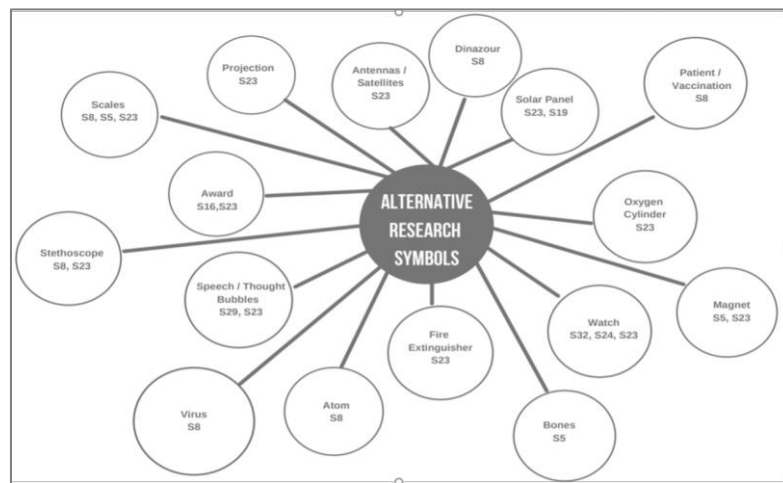 Dinazour
S8
Projection
S23
Antennas /
Satellites
S23
Patient /
Vaccination
S8
Scales
S8, S5, S23
Solar Panel
S23, S19
Award
S16,S23
ALTERNATIVE
RESEARCH
SYMBOLS
Oxygen
Cylinder
S23
Stethoscope
S8, S23
Speech / Thought
Bubbles
S29, S23
Magnet
S5, S23
Fire
Extinguisher
S23
Watch
S32, S24, S23
Virus
S8
Atom
S8
Bones
S5